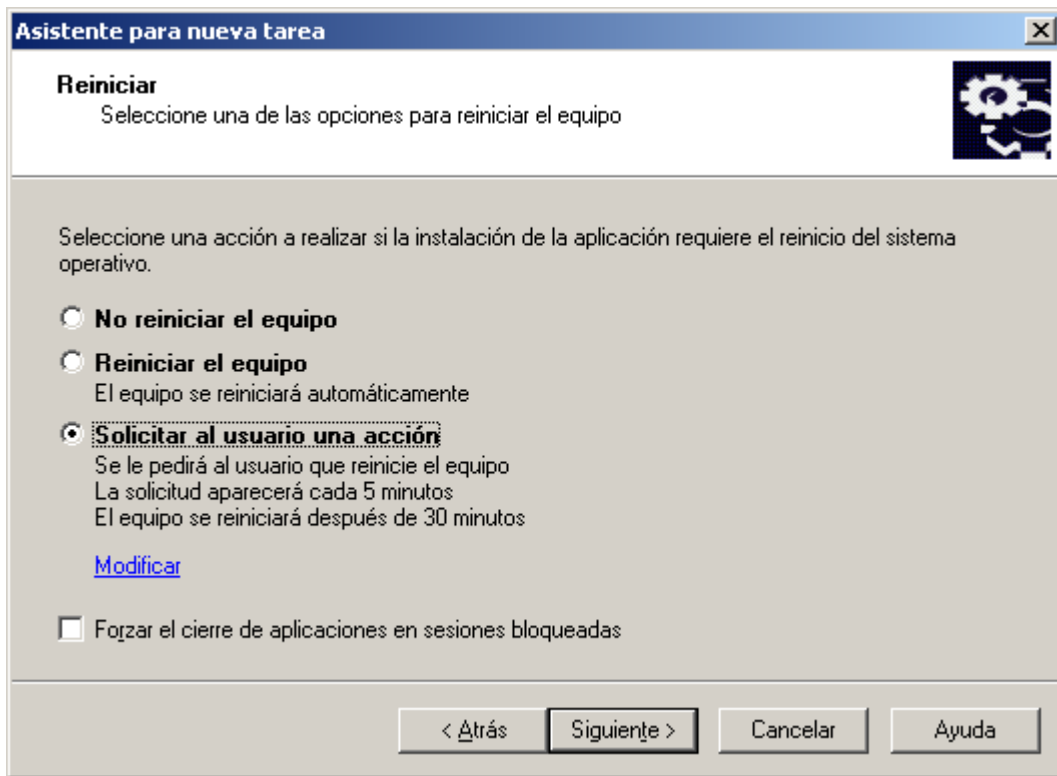 Asistente para nueva tarea
Reiniciar
Seleccione una de las opciones para reiniciar el equipo
Seleccione una acción a realizar si la instalación de la aplicación requiere el reinicio del sistema
operativo.
No reiniciar el equipo
Reiniciar el equipo
El equipo se reiniciará automáticamente
Solicitar al usuario una acción
Se le pedirá al usuario que reinicie el equipo
La solicitud aparecerá cada 5 minutos
El equipo se reiniciará después de 30 minutos
Modificar
Forzar el cierre de aplicaciones en sesiones bloqueadas
< Atrás Siguiente > Cancelar Ayuda